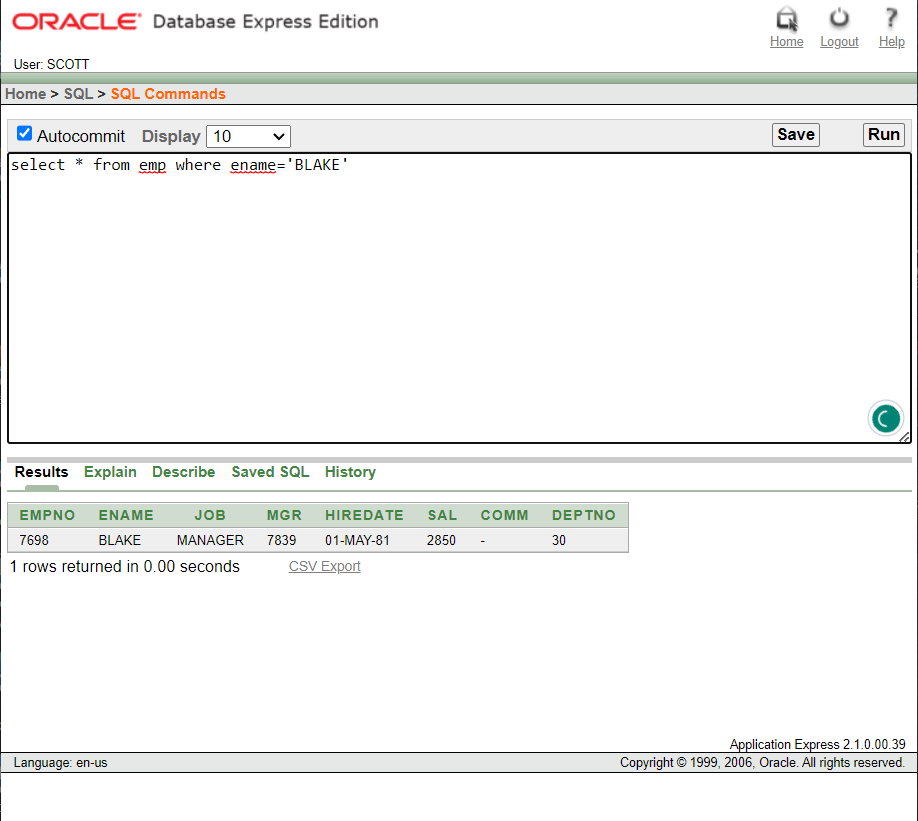 ORACLE® Database Express Edition
Home Logout Help
User: SCOTT
Home > SQL > SQL Commands
Autocommit Display 10 Save Run
select * from emp where ename='BLAKE'
Results Explain Describe Saved SQL History
EMPNO ENAME JOB MGR HIREDATE SAL COMM DEPTNO
7698 BLAKE MANAGER 7839 01-MAY-81 2850 - 30
1 rows returned in 0.00 seconds CSV Export
Application Express 2.1.0.00.39
Language: en-us Copyright © 1999, 2006, Oracle. All rights reserved.